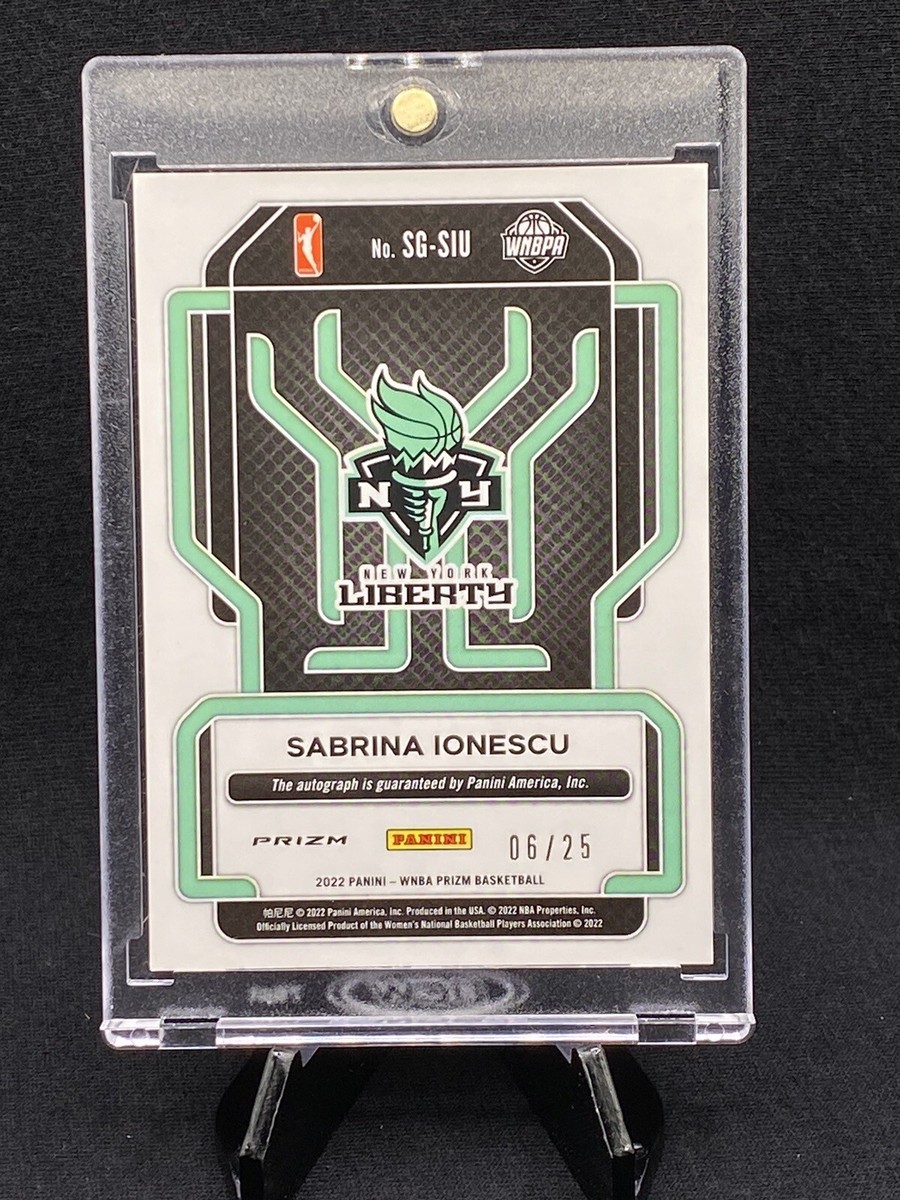 No. SG-SIU
WNBPA
N Y
NEW YORK
LIBERTY
SABRINA IONESCU
The autograph is guaranteed by Panini America, Inc.
PRIZM PANINI 06/25
2022 PANINI – WNBA PRIZM BASKETBALL
帕尼尼 © 2022 Panini America, Inc. Produced in the USA. © 2022 NBA Properties, Inc.
Officially Licensed Product of the Women's National Basketball Players Association © 2022